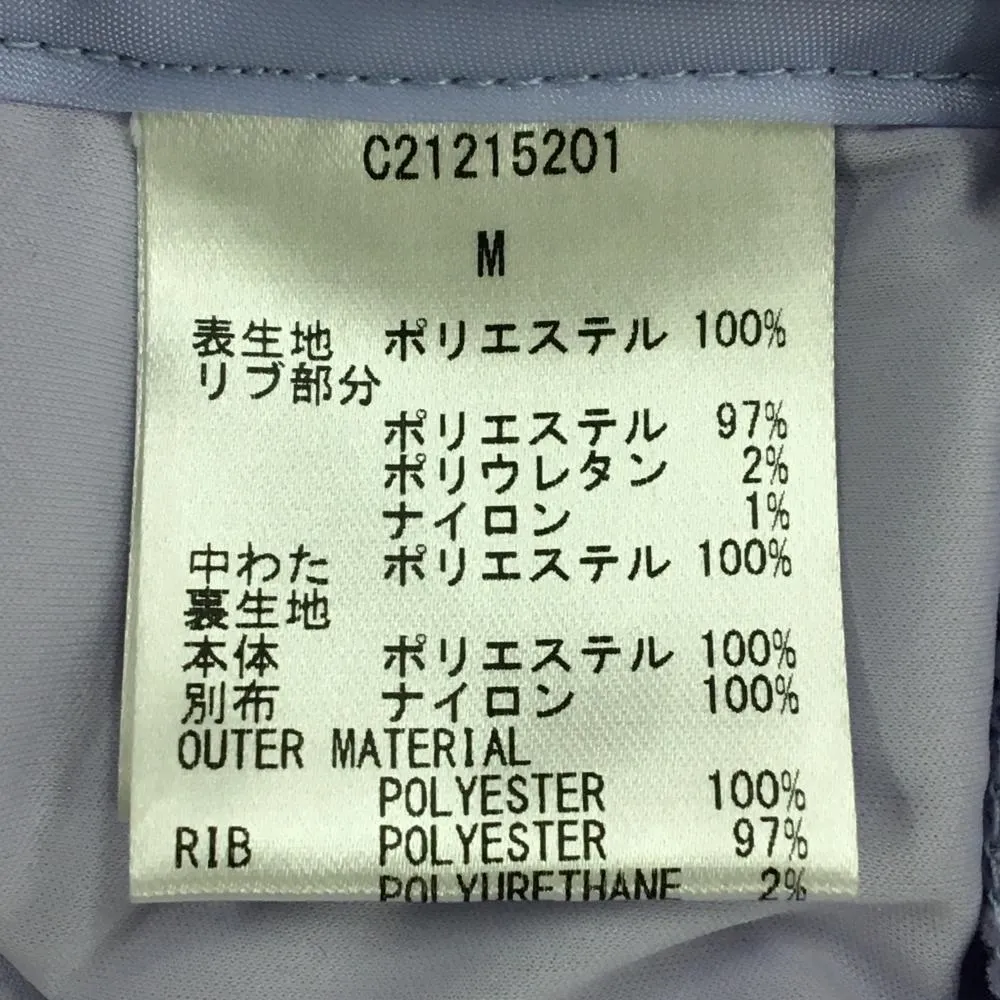 C21215201
M
表生地 ポリエステル 100%
リブ部分
ポリエステル 97%
ポリウレタン 2%
ナイロン 1%
中わた ポリエステル 100%
裏生地
本体 ポリエステル 100%
別布 ナイロン 100%
OUTER MATERIAL
POLYESTER 100%
RIB POLYESTER 97%
POLYURETHANE 2%